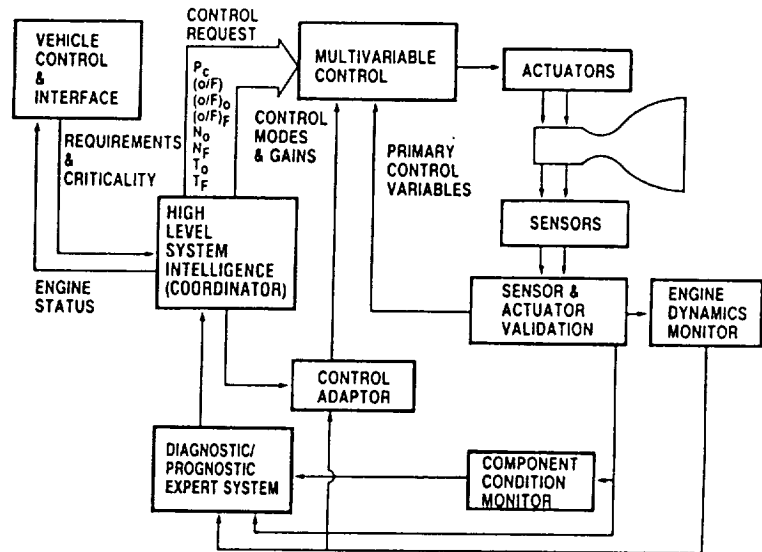 VEHICLE
CONTROL
&
INTERFACE
CONTROL
REQUEST
Pc
(o/F)
(o/F)o
(o/F)F
No
NF
To
TF
MULTIVARIABLE
CONTROL
ACTUATORS
CONTROL
MODES
& GAINS
REQUIREMENTS
&
CRITICALITY
PRIMARY
CONTROL
VARIABLES
SENSORS
HIGH
LEVEL
SYSTEM
INTELLIGENCE
(COORDINATOR)
ENGINE
STATUS
SENSOR &
ACTUATOR
VALIDATION
ENGINE
DYNAMICS
MONITOR
CONTROL
ADAPTOR
DIAGNOSTIC/
PROGNOSTIC
EXPERT SYSTEM
COMPONENT
CONDITION
MONITOR